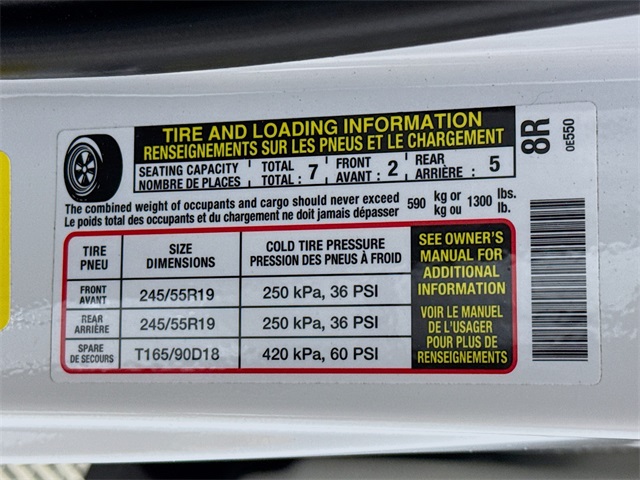 TIRE AND LOADING INFORMATION
RENSEIGNEMENTS SUR LES PNEUS ET LE CHARGEMENT
SEATING CAPACITY TOTAL : 7 FRONT : 2 REAR : 5
NOMBRE DE PLACES TOTAL AVANT ARRIÈRE
The combined weight of occupants and cargo should never exceed 590 kg or 1300 lbs.
Le poids total des occupants et du chargement ne doit jamais dépasser kg ou lb.
TIRE
PNEU
SIZE
DIMENSIONS
COLD TIRE PRESSURE
PRESSION DES PNEUS À FROID
FRONT
AVANT
245/55R19
250 kPa, 36 PSI
REAR
ARRIÈRE
245/55R19
250 kPa, 36 PSI
SPARE
DE SECOURS
T165/90D18
420 kPa, 60 PSI
SEE OWNER'S
MANUAL FOR
ADDITIONAL
INFORMATION
VOIR LE MANUEL
DE L'USAGER
POUR PLUS DE
RENSEIGNEMENTS
8R
0E550